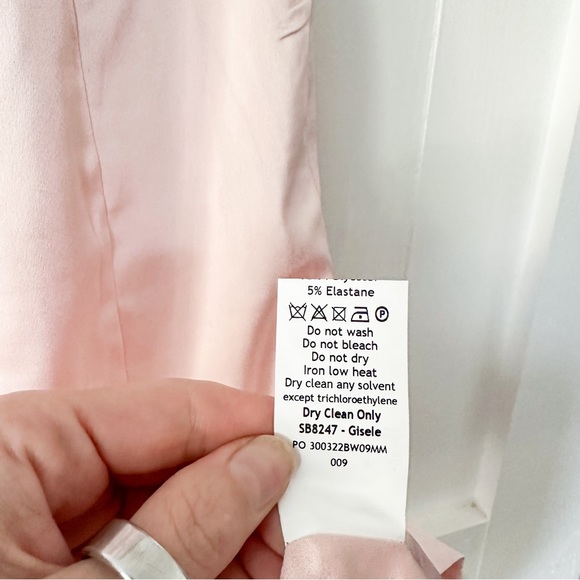 Polyester
5% Elastane
P
Do not wash
Do not bleach
Do not dry
Iron low heat
Dry clean any solvent
except trichloroethylene
Dry Clean Only
SB8247 - Gisele
PO 300322BW09MM
009